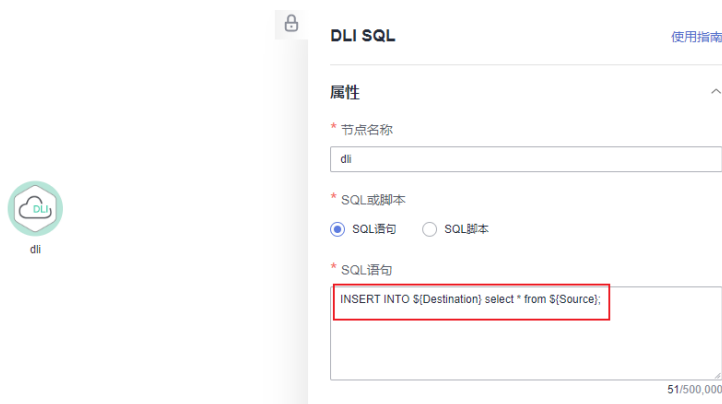 DLI SQL
使用指南
属性
* 节点名称
dli
* SQL或脚本
SQL语句 SQL脚本
* SQL语句
INSERT INTO ${Destination} select * from ${Source};
51/500,000
DLI
dli